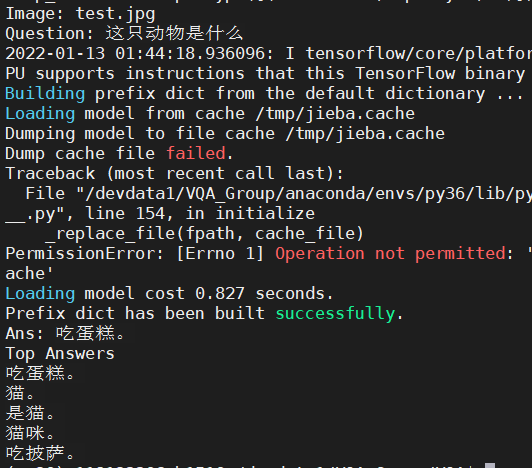 Image: test.jpg
Question: 这只动物是什么
2022-01-13 01:44:18.936096: I tensorflow/core/platfor
PU supports instructions that this TensorFlow binary
Building prefix dict from the default dictionary ...
Loading model from cache /tmp/jieba.cache
Dumping model to file cache /tmp/jieba.cache
Dump cache file failed.
Traceback (most recent call last):
  File "/devdata1/VQA_Group/anaconda/envs/py36/lib/py
__.py", line 154, in initialize
    _replace_file(fpath, cache_file)
PermissionError: [Errno 1] Operation not permitted: '
ache'
Loading model cost 0.827 seconds.
Prefix dict has been built successfully.
Ans: 吃蛋糕。
Top Answers
吃蛋糕。
猫。
是猫。
猫咪。
吃披萨。